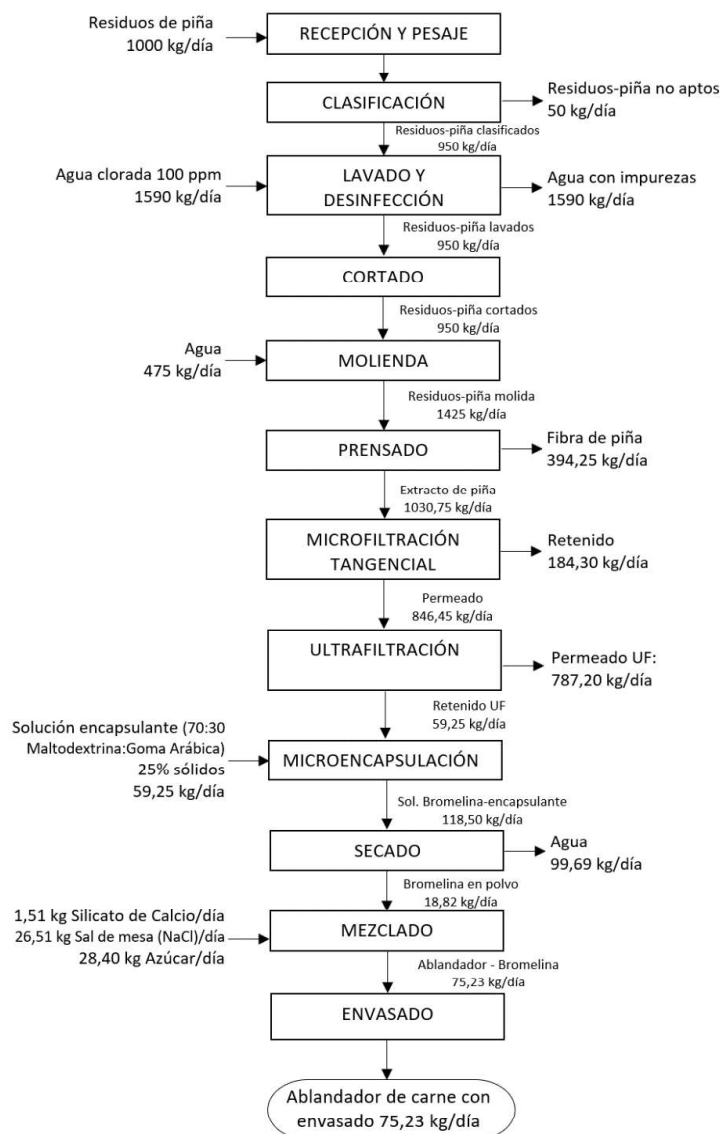 Residuos de piña
1000 kg/día
RECEPCIÓN Y PESAJE
CLASIFICACIÓN
Residuos-piña no aptos
50 kg/día
Residuos-piña clasificados
950 kg/día
Agua clorada 100 ppm
1590 kg/día
LAVADO Y
DESINFECCIÓN
Agua con impurezas
1590 kg/día
Residuos-piña lavados
950 kg/día
CORTADO
Residuos-piña cortados
950 kg/día
Agua
475 kg/día
MOLIENDA
Residuos-piña molida
1425 kg/día
PRENSADO
Fibra de piña
394,25 kg/día
Extracto de piña
1030,75 kg/día
MICROFILTRACIÓN
TANGENCIAL
Retenido
184,30 kg/día
Permeado
846,45 kg/día
ULTRAFILTRACIÓN
Permeado UF:
787,20 kg/día
Retenido UF
59,25 kg/día
Solución encapsulante (70:30
Maltodextrina:Goma Arábica)
25% sólidos
59,25 kg/día
MICROENCAPSULACIÓN
Sol. Bromelina-encapsulante
118,50 kg/día
SECADO
Agua
99,69 kg/día
Bromelina en polvo
18,82 kg/día
1,51 kg Silicato de Calcio/día
26,51 kg Sal de mesa (NaCl)/día
28,40 kg Azúcar/día
MEZCLADO
Ablandador - Bromelina
75,23 kg/día
ENVASADO
Ablandador de carne con
envasado 75,23 kg/día